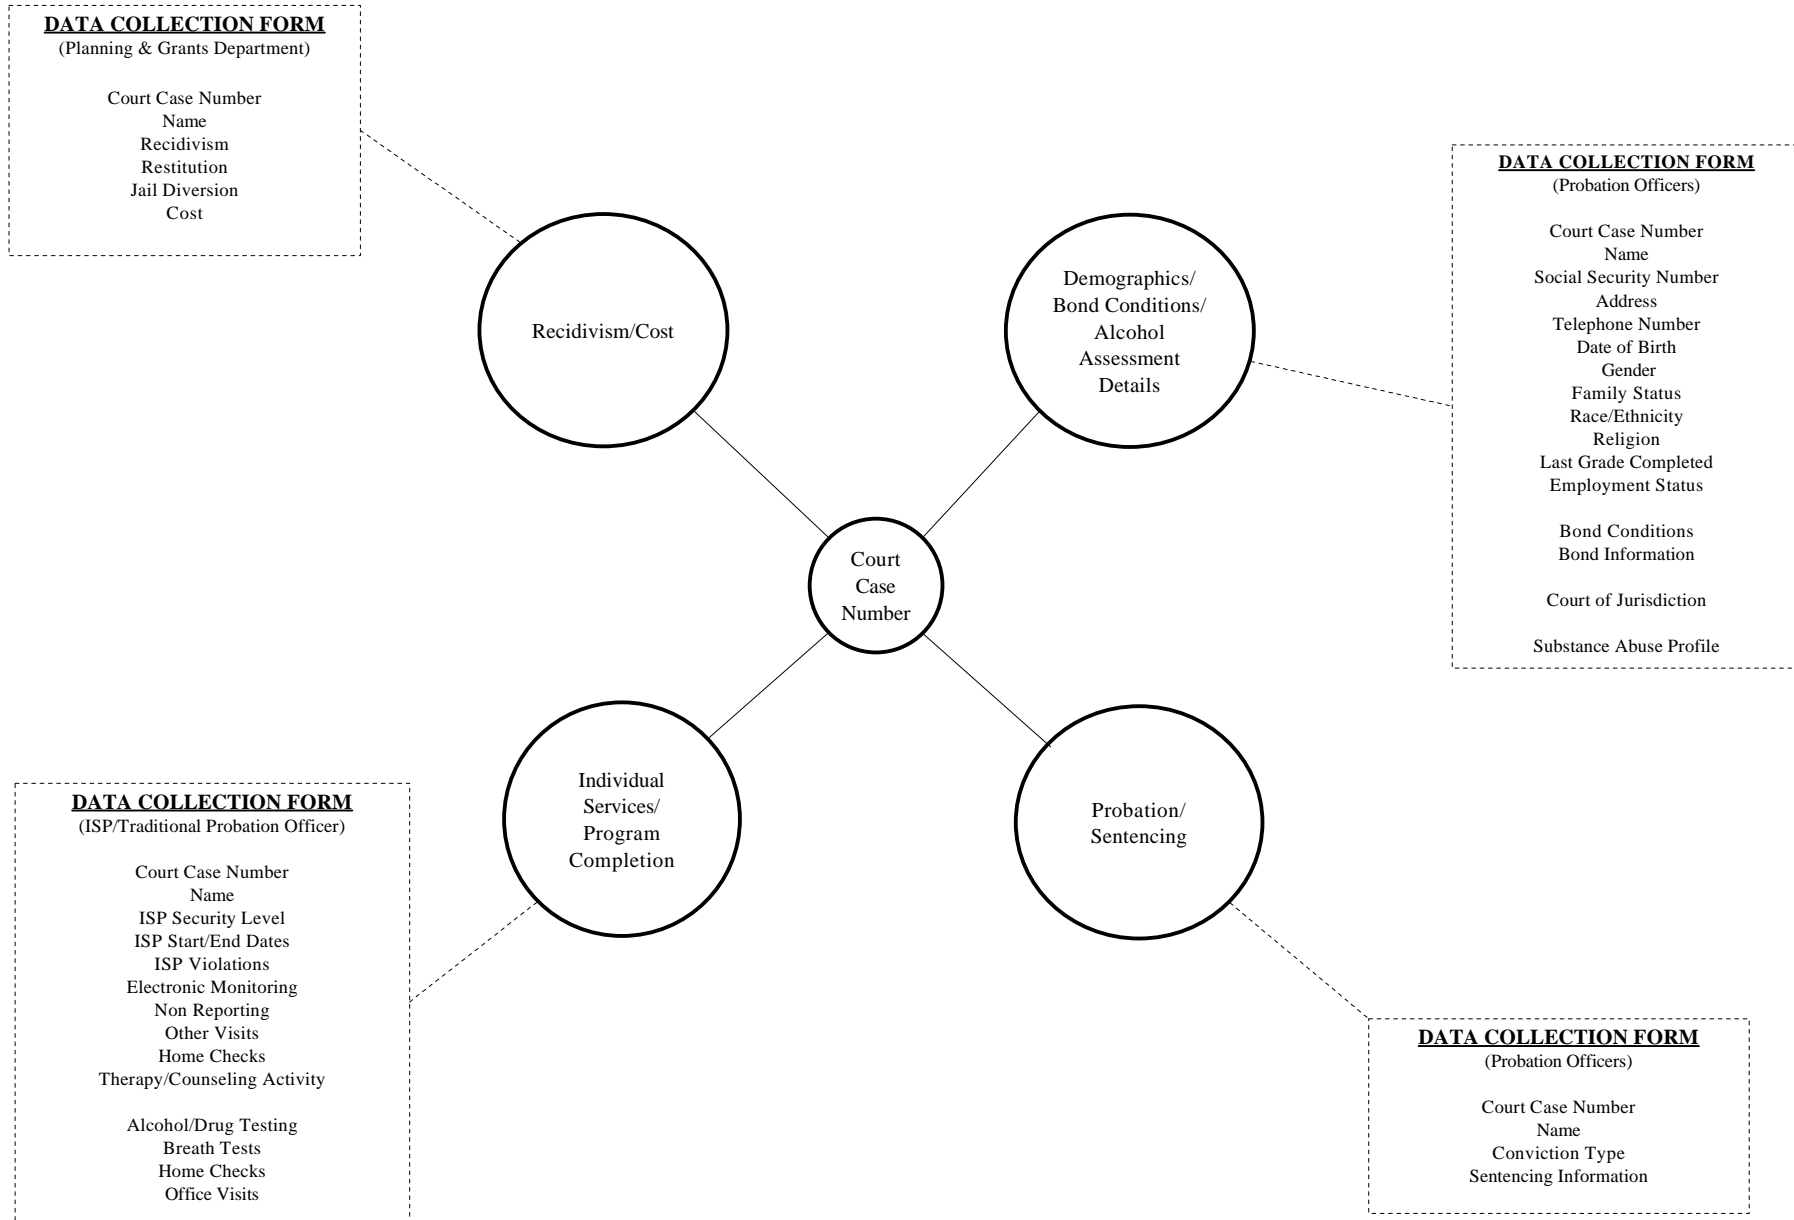 DATA COLLECTION FORM
(Planning & Grants Department)
Court Case Number
Name
Recidivism
Restitution
Jail Diversion
Cost
DATA COLLECTION FORM
(Probation Officers)
Court Case Number
Name
Social Security Number
Address
Telephone Number
Date of Birth
Gender
Family Status
Race/Ethnicity
Religion
Last Grade Completed
Employment Status
Bond Conditions
Bond Information
Court of Jurisdiction
Substance Abuse Profile
Recidivism/Cost
Demographics/
Bond Conditions/
Alcohol
Assessment
Details
Court
Case
Number
Individual
Services/
Program
Completion
Probation/
Sentencing
DATA COLLECTION FORM
(ISP/Traditional Probation Officer)
Court Case Number
Name
ISP Security Level
ISP Start/End Dates
ISP Violations
Electronic Monitoring
Non Reporting
Other Visits
Home Checks
Therapy/Counseling Activity
Alcohol/Drug Testing
Breath Tests
Home Checks
Office Visits
DATA COLLECTION FORM
(Probation Officers)
Court Case Number
Name
Conviction Type
Sentencing Information